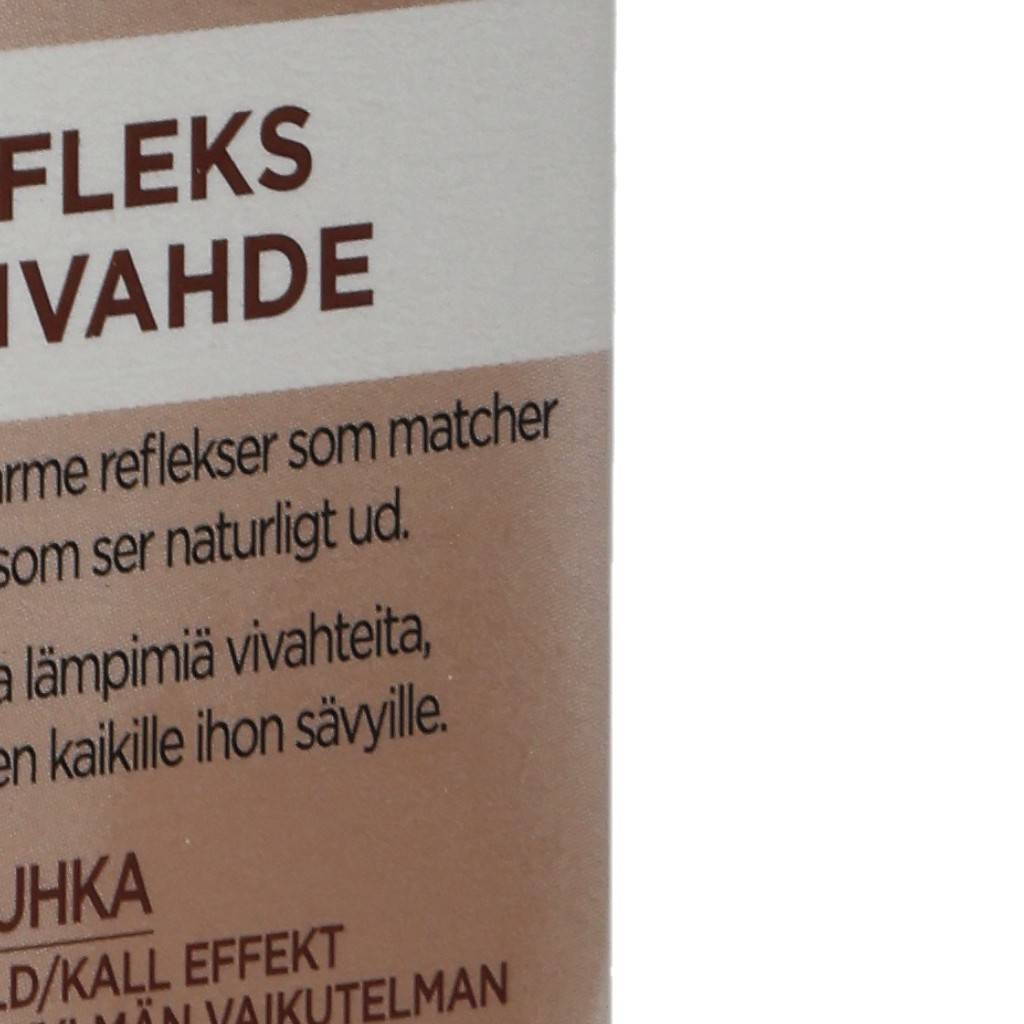 FLEKS
IVAHDE
arme reflekser som matcher
som ser naturligt ud.
a lämpimiä vivahteita,
en kaikille ihon sävyille.
UHKA
LD/KALL EFFEKT
VAIKUTELMAN